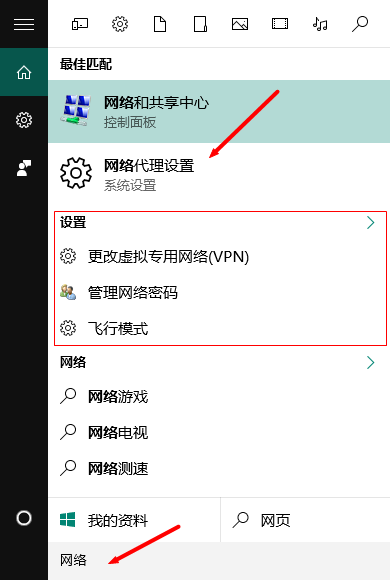 最佳匹配
网络和共享中心
控制面板
网络代理设置
系统设置
设置
更改虚拟专用网络(VPN)
管理网络密码
飞行模式
网络
网络游戏
网络电视
网络测速
我的资料
网页
网络